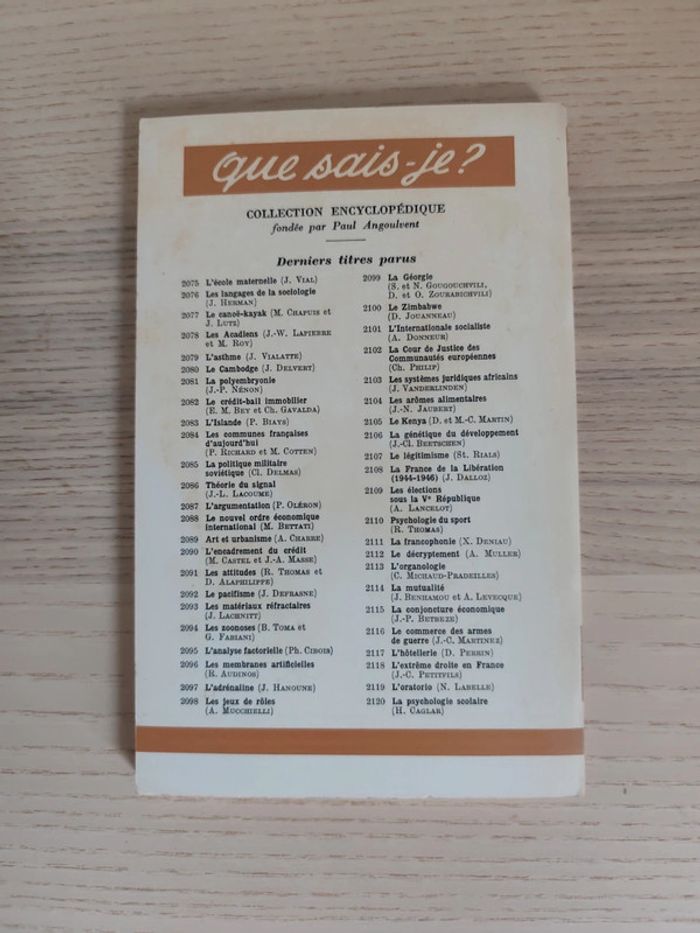 que sais-je?
COLLECTION ENCYCLOPÉDIQUE
fondée par Paul Angoulvent
Derniers titres parus
2075 L'école maternelle (J. VIAL)
2076 Les langages de la sociologie
(J. HERMAN)
2077 Le canoë-kayak (M. CHAPUIS et
J. LUTZ)
2078 Les Acadiens (J.-W. LAPIERRE
et M. ROY)
2079 L'asthme (J. VIALATTE)
2080 Le Cambodge (J. DELVERT)
2081 La polyembryonie
(J.-P. NÉNON)
2082 Le crédit-bail immobilier
(E. M. BEY et Ch. GAVALDA)
2083 L'Islande (P. BIAYS)
2084 Les communes françaises
d'aujourd'hui
(P. RICHARD et M. COTTEN)
2085 La politique militaire
soviétique (Cl. DELMAS)
2086 Théorie du signal
(J.-L. LACOUME)
2087 L'argumentation (P. OLÉRON)
2088 Le nouvel ordre économique
international (M. BETTATI)
2089 Art et urbanisme (A. CHARRE)
2090 L'encadrement du crédit
(M. CASTEL et J.-A. MASSE)
2091 Les attitudes (R. THOMAS et
D. ALAPHILIPPE)
2092 Le pacifisme (J. DEFRASNE)
2093 Les matériaux réfractaires
(J. LACHNITT)
2094 Les zoonoses (B. TOMA et
G. FABIANI)
2095 L'analyse factorielle (Ph. CIBOIS)
2096 Les membranes artificielles
(R. AUDINOS)
2097 L'adrénaline (J. HANOUNE)
2098 Les jeux de rôles
(A. MUCCHIELLI)
2099 La Géorgie
(S. et N. GOUGOUCHVILI,
D. et O. ZOURABICHVILI)
2100 Le Zimbabwe
(D. JOUANNEAU)
2101 L'Internationale socialiste
(A. DONNEUR)
2102 La Cour de Justice des
Communautés européennes
(Ch. PHILIP)
2103 Les systèmes juridiques africains
(J. VANDERLINDEN)
2104 Les arômes alimentaires
(J.-N. JAUBERT)
2105 Le Kenya (D. et M.-C. MARTIN)
2106 La génétique du développement
(J.-Cl. BEETSCHEN)
2107 Le légitimisme (St. RIALS)
2108 La France de la Libération
(1944-1946) (J. DALLOZ)
2109 Les élections
sous la Vᵉ République
(A. LANCELOT)
2110 Psychologie du sport
(R. THOMAS)
2111 La francophonie (X. DENIAU)
2112 Le décryptement (A. MULLER)
2113 L'organologie
(C. MICHAUD-PRADEILLES)
2114 La mutualité
(J. BENHAMOU et A. LEVECQUE)
2115 La conjoncture économique
(J.-P. BETBEZE)
2116 Le commerce des armes
de guerre (J.-C. MARTINEZ)
2117 L'hôtellerie (D. PERRIN)
2118 L'extrême droite en France
(J.-C. PETITFILS)
2119 L'oratorio (N. LABELLE)
2120 La psychologie scolaire
(H. CAGLAR)